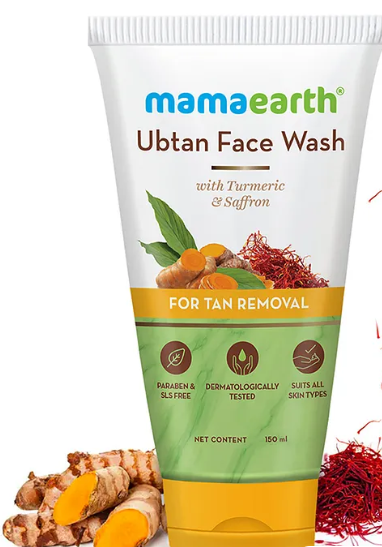 mamaearth®
Ubtan Face Wash
with Turmeric
& Saffron
FOR TAN REMOVAL
PARABEN &
SLS FREE
DERMATOLOGICALLY
TESTED
SUITS ALL
SKIN TYPES
NET CONTENT 150 ml